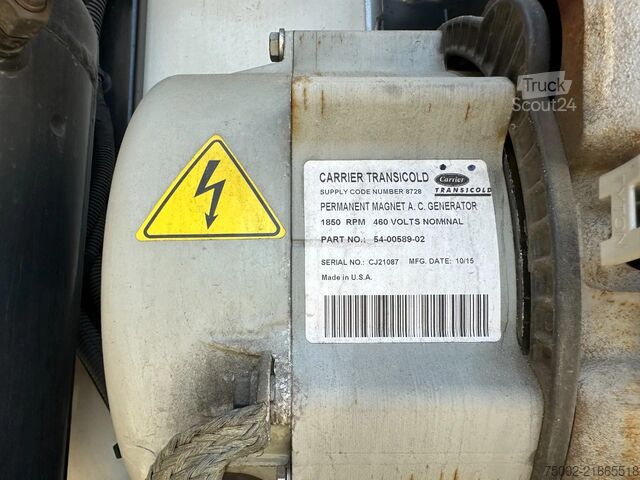 Truck
Scout24
CARRIER TRANSICOLD
Carrier
TRANSICOLD
SUPPLY CODE NUMBER 8728
PERMANENT MAGNET A. C. GENERATOR
1850 RPM 460 VOLTS NOMINAL
PART NO.: 54-00589-02
SERIAL NO.: CJ21087 MFG. DATE: 10/15
Made in U.S.A.
75002-21865518